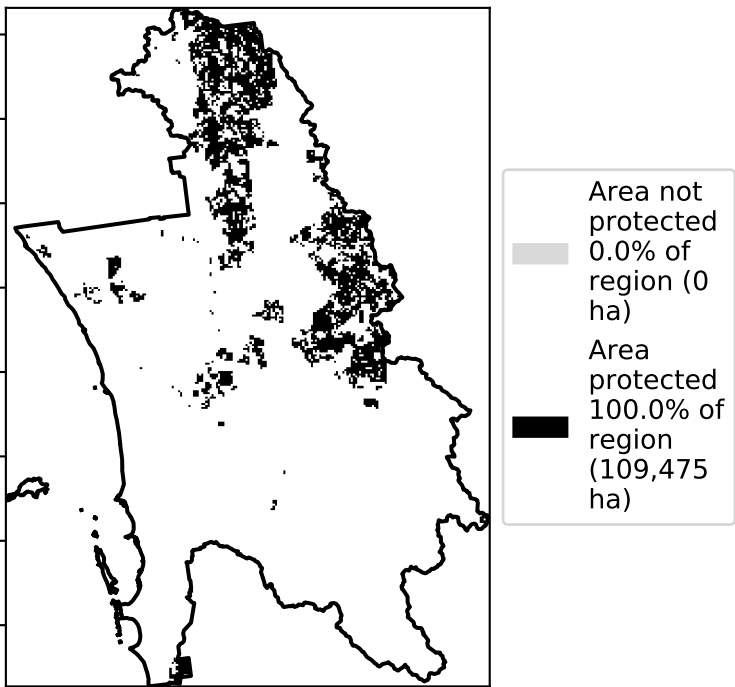 Area not
protected
0.0% of
region (0
ha)
Area
protected
100.0% of
region
(109,475
ha)